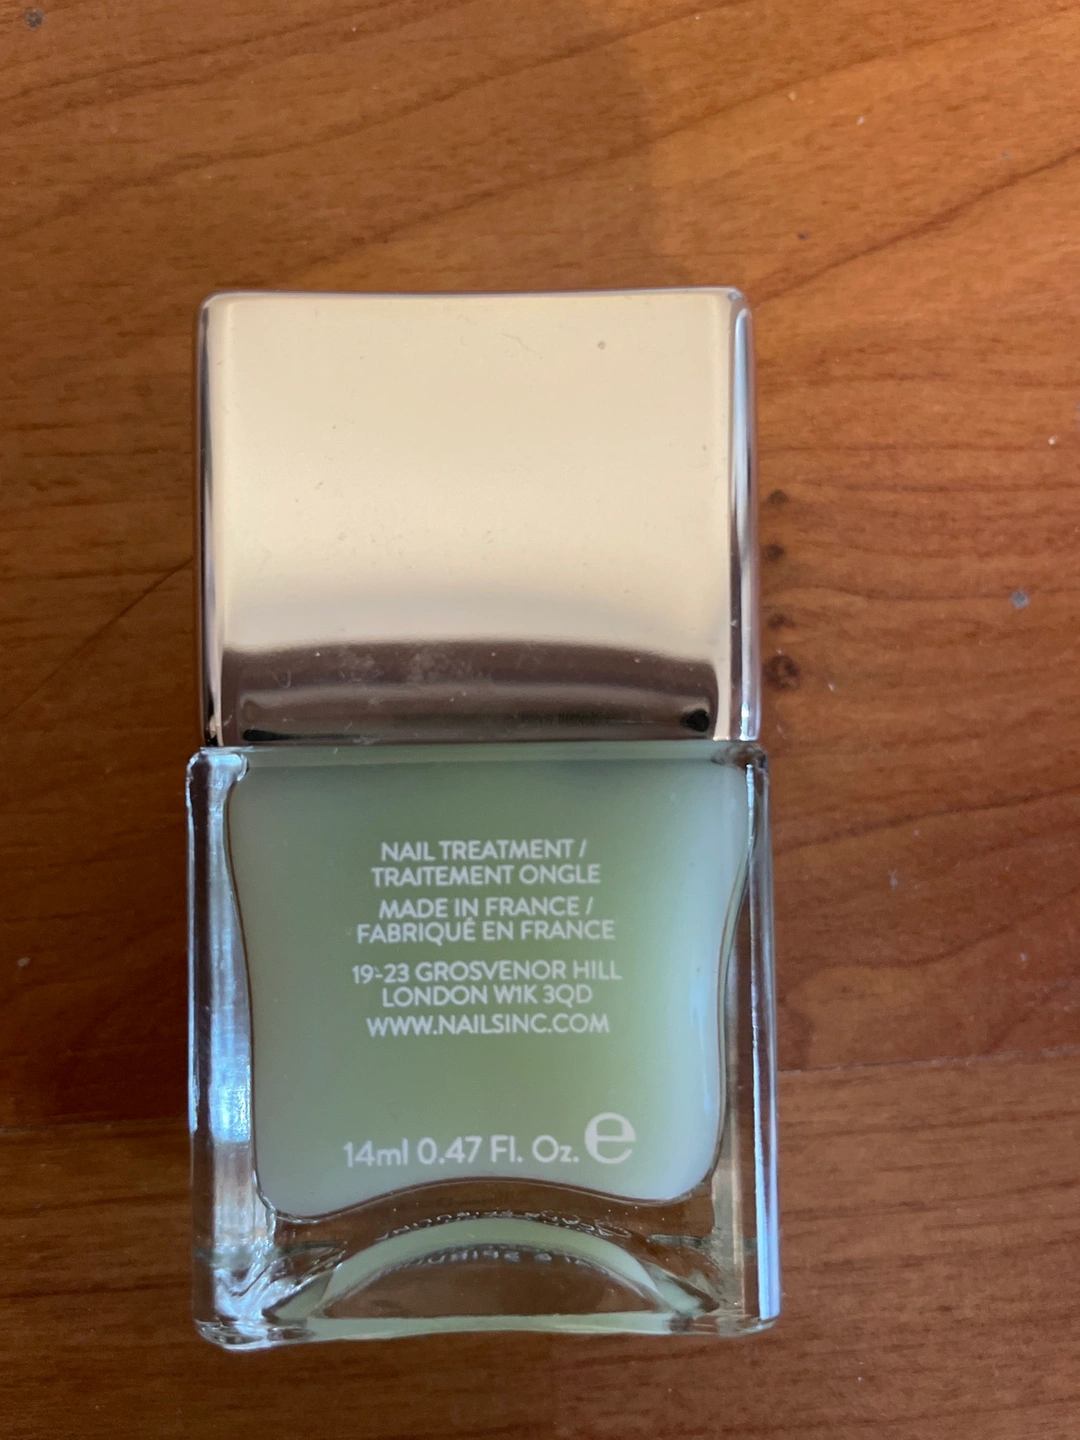 NAIL TREATMENT /
TRAITEMENT ONGLE
MADE IN FRANCE /
FABRIQUÉ EN FRANCE
19-23 GROSVENOR HILL
LONDON W1K 3QD
WWW.NAILSINC.COM
14ml 0.47 Fl. Oz. e